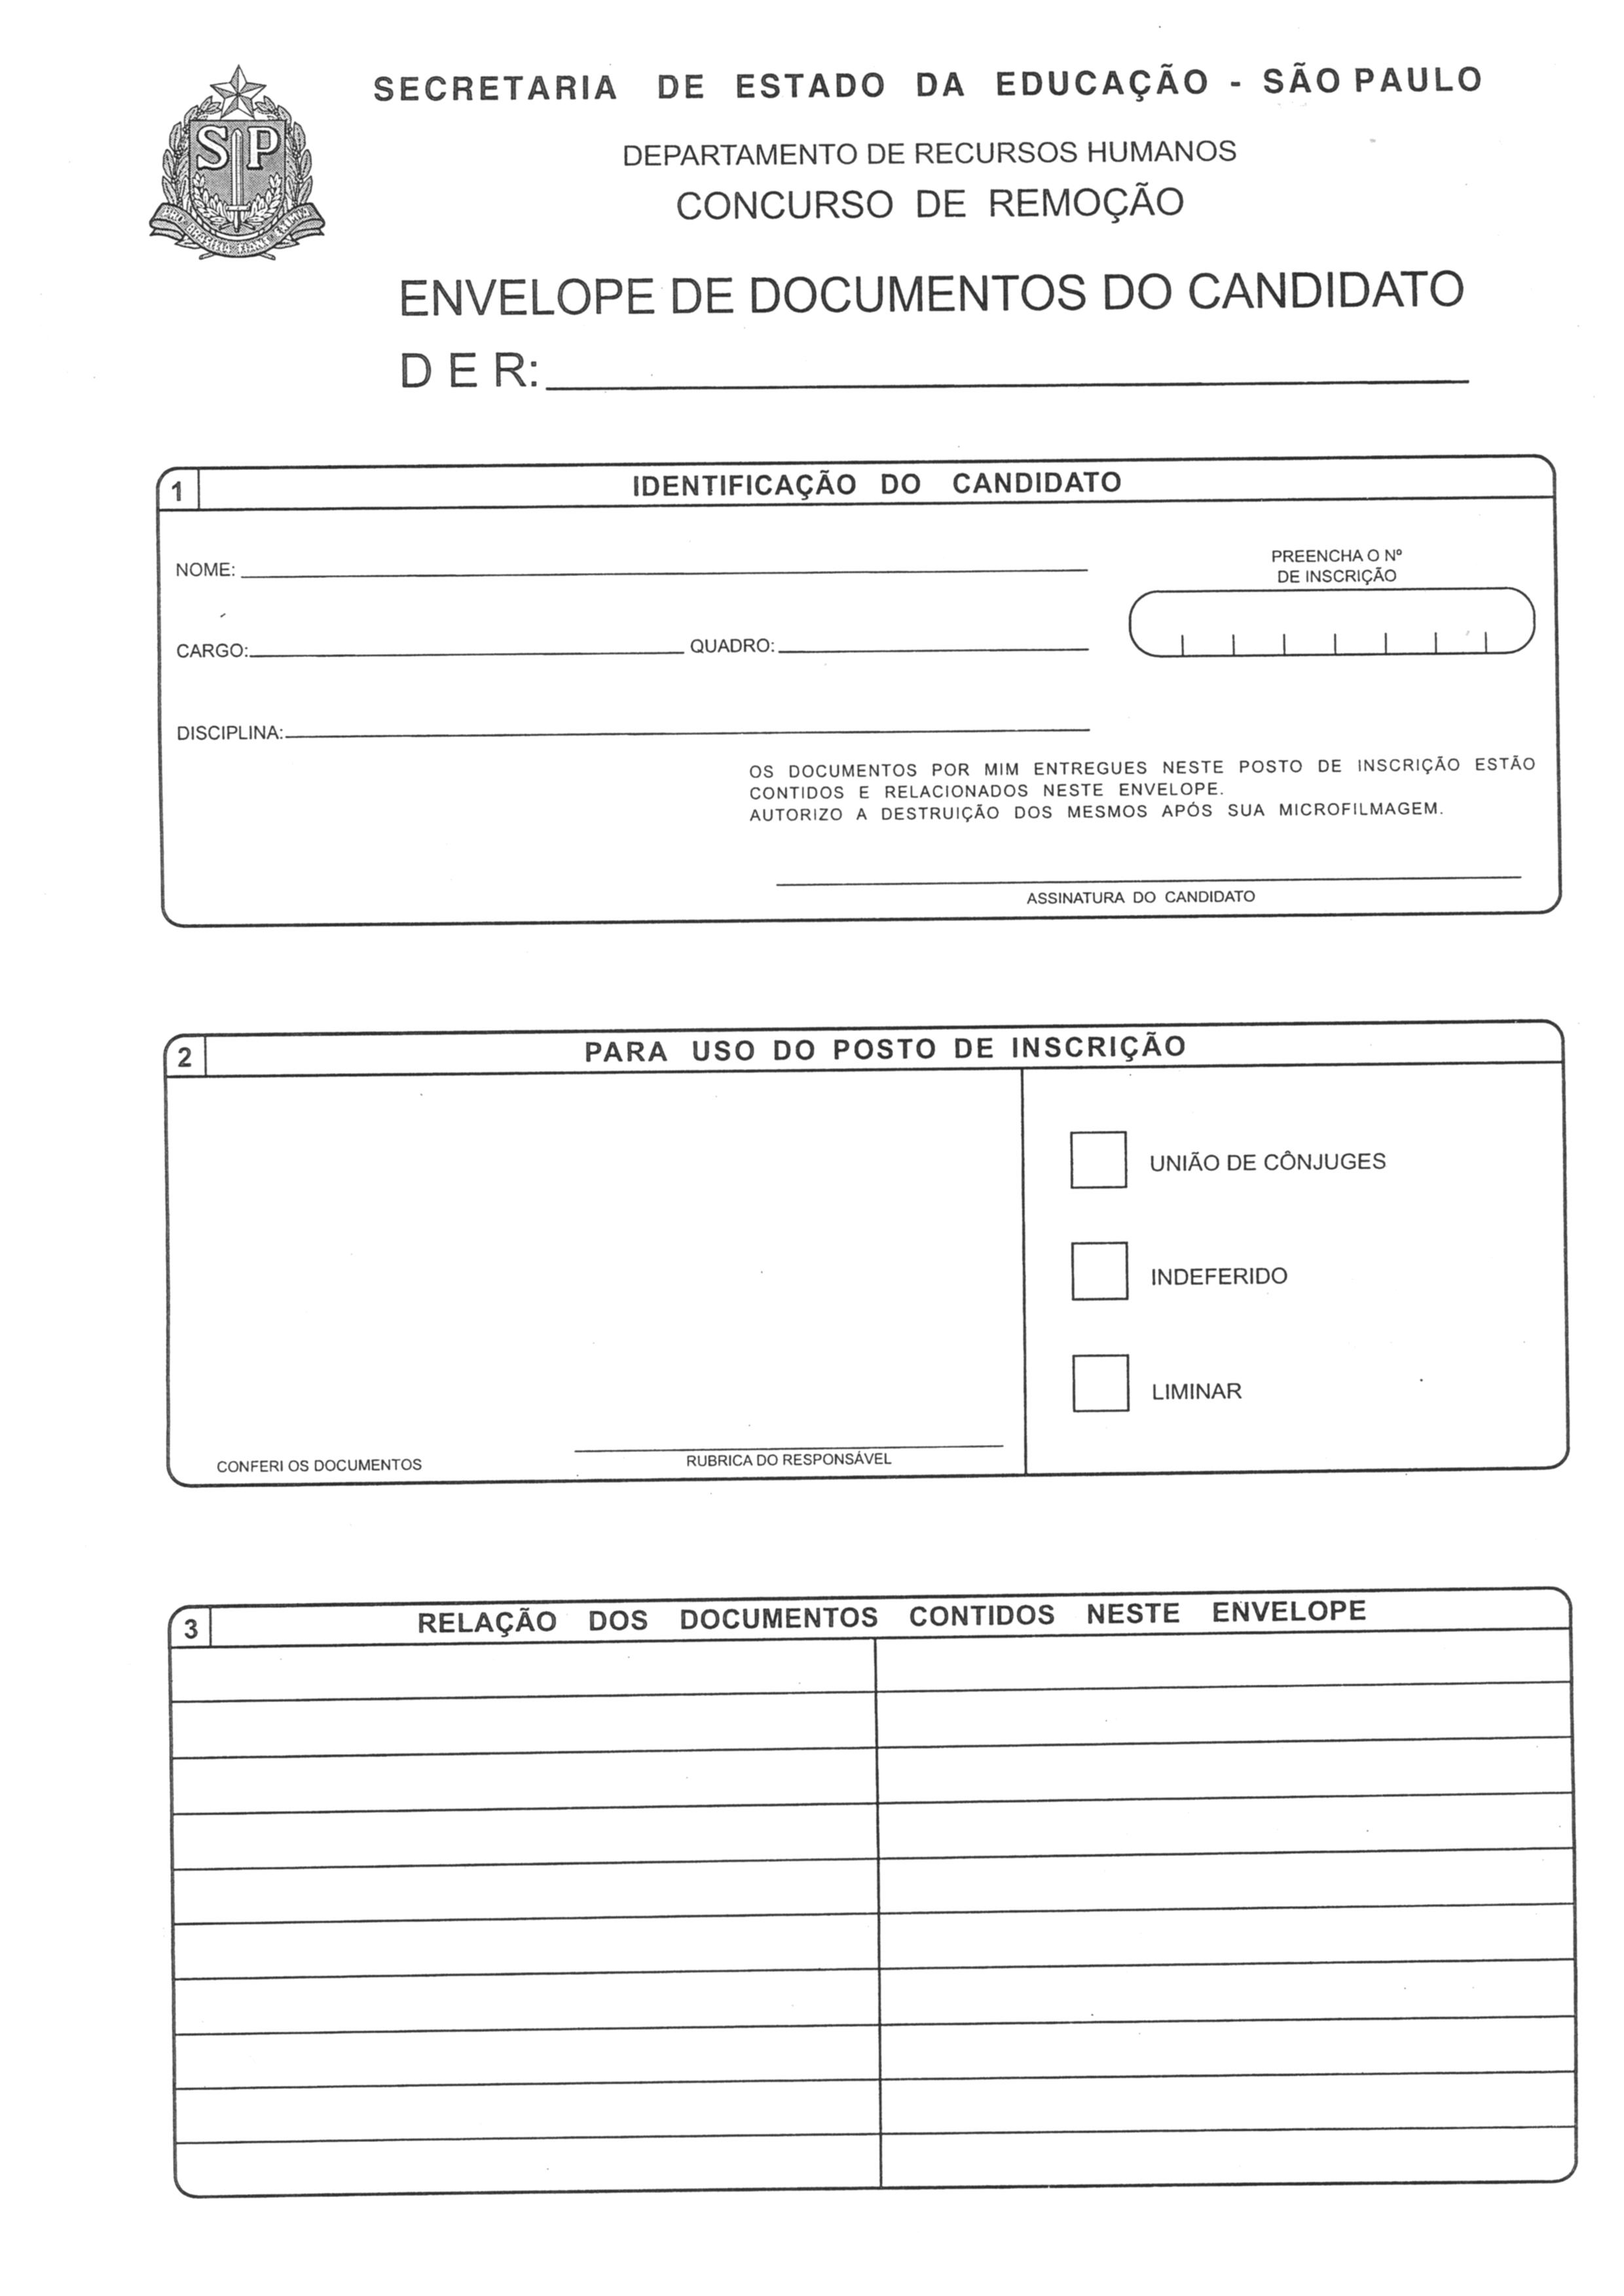 SP
SECRETARIA DE ESTADO DA EDUCAÇÃO - SÃO PAULO
DEPARTAMENTO DE RECURSOS HUMANOS
CONCURSO DE REMOÇÃO
ENVELOPE DE DOCUMENTOS DO CANDIDATO
D E R:
1 IDENTIFICAÇÃO DO CANDIDATO
NOME:
PREENCHA O Nº
DE INSCRIÇÃO
CARGO: QUADRO:
DISCIPLINA:
OS DOCUMENTOS POR MIM ENTREGUES NESTE POSTO DE INSCRIÇÃO ESTÃO
CONTIDOS E RELACIONADOS NESTE ENVELOPE.
AUTORIZO A DESTRUIÇÃO DOS MESMOS APÓS SUA MICROFILMAGEM.
ASSINATURA DO CANDIDATO
2 PARA USO DO POSTO DE INSCRIÇÃO
UNIÃO DE CÔNJUGES
INDEFERIDO
LIMINAR
CONFERI OS DOCUMENTOS
RUBRICA DO RESPONSÁVEL
3 RELAÇÃO DOS DOCUMENTOS CONTIDOS NESTE ENVELOPE